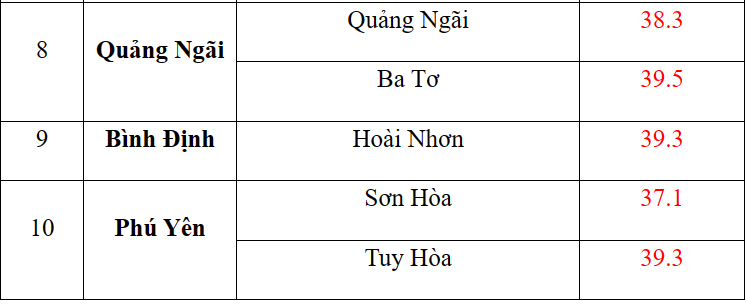 8 Quảng Ngãi Quảng Ngãi 38.3
Ba Tơ 39.5
9 Bình Định Hoài Nhơn 39.3
10 Phú Yên Sơn Hòa 37.1
Tuy Hòa 39.3